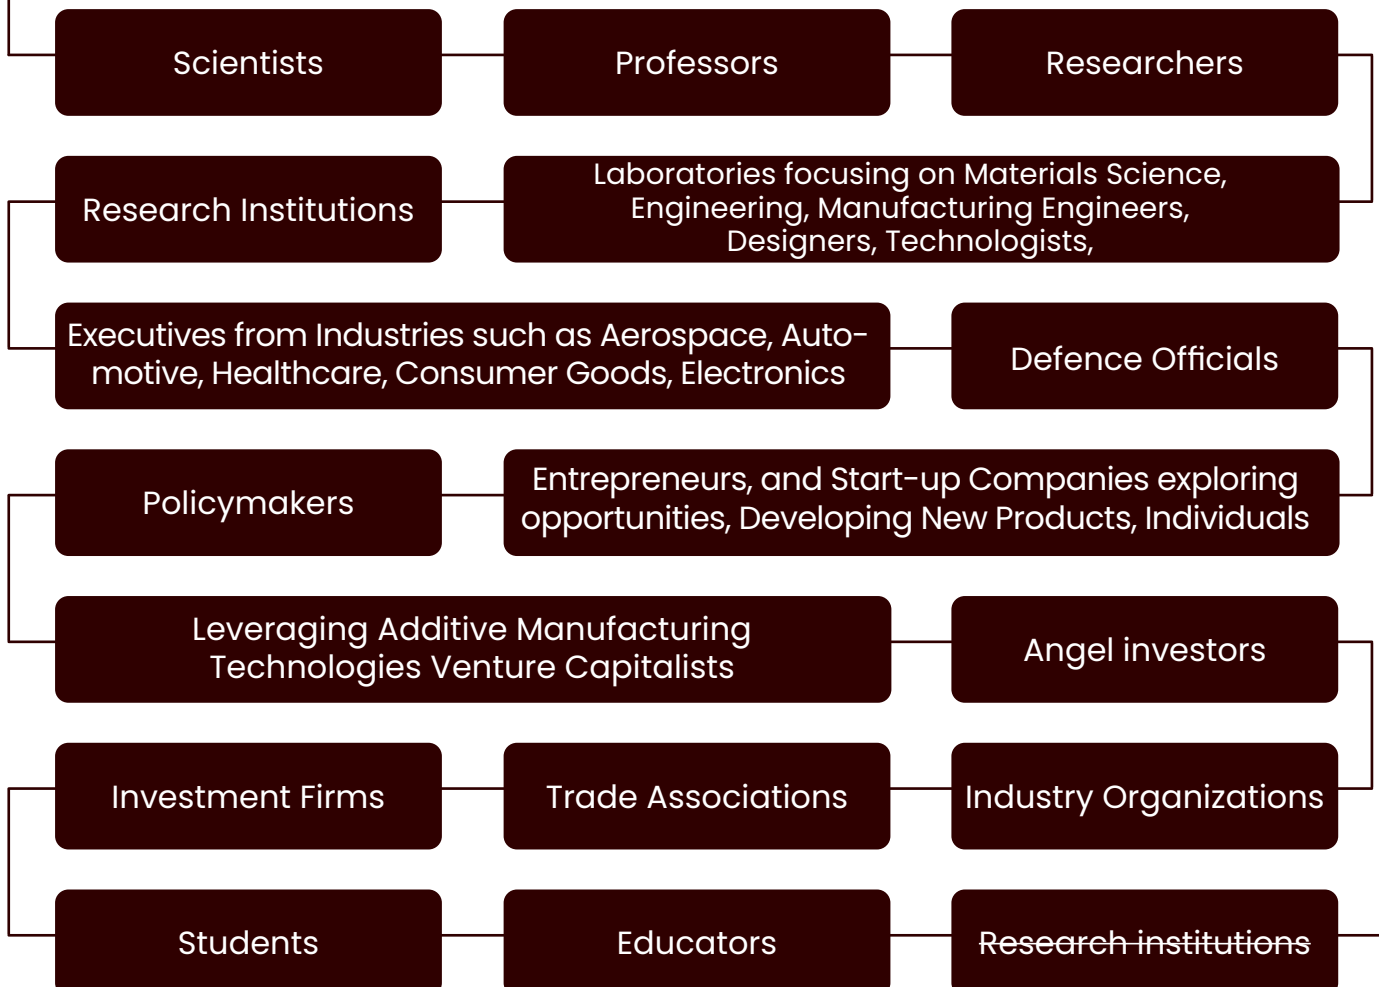 Scientists
Professors
Researchers
Research Institutions
Laboratories focusing on Materials Science,
Engineering, Manufacturing Engineers,
Designers, Technologists,
Executives from Industries such as Aerospace, Auto-
motive, Healthcare, Consumer Goods, Electronics
Defence Officials
Policymakers
Entrepreneurs, and Start-up Companies exploring
opportunities, Developing New Products, Individuals
Leveraging Additive Manufacturing
Technologies Venture Capitalists
Angel investors
Investment Firms
Trade Associations
Industry Organizations
Students
Educators
Research institutions